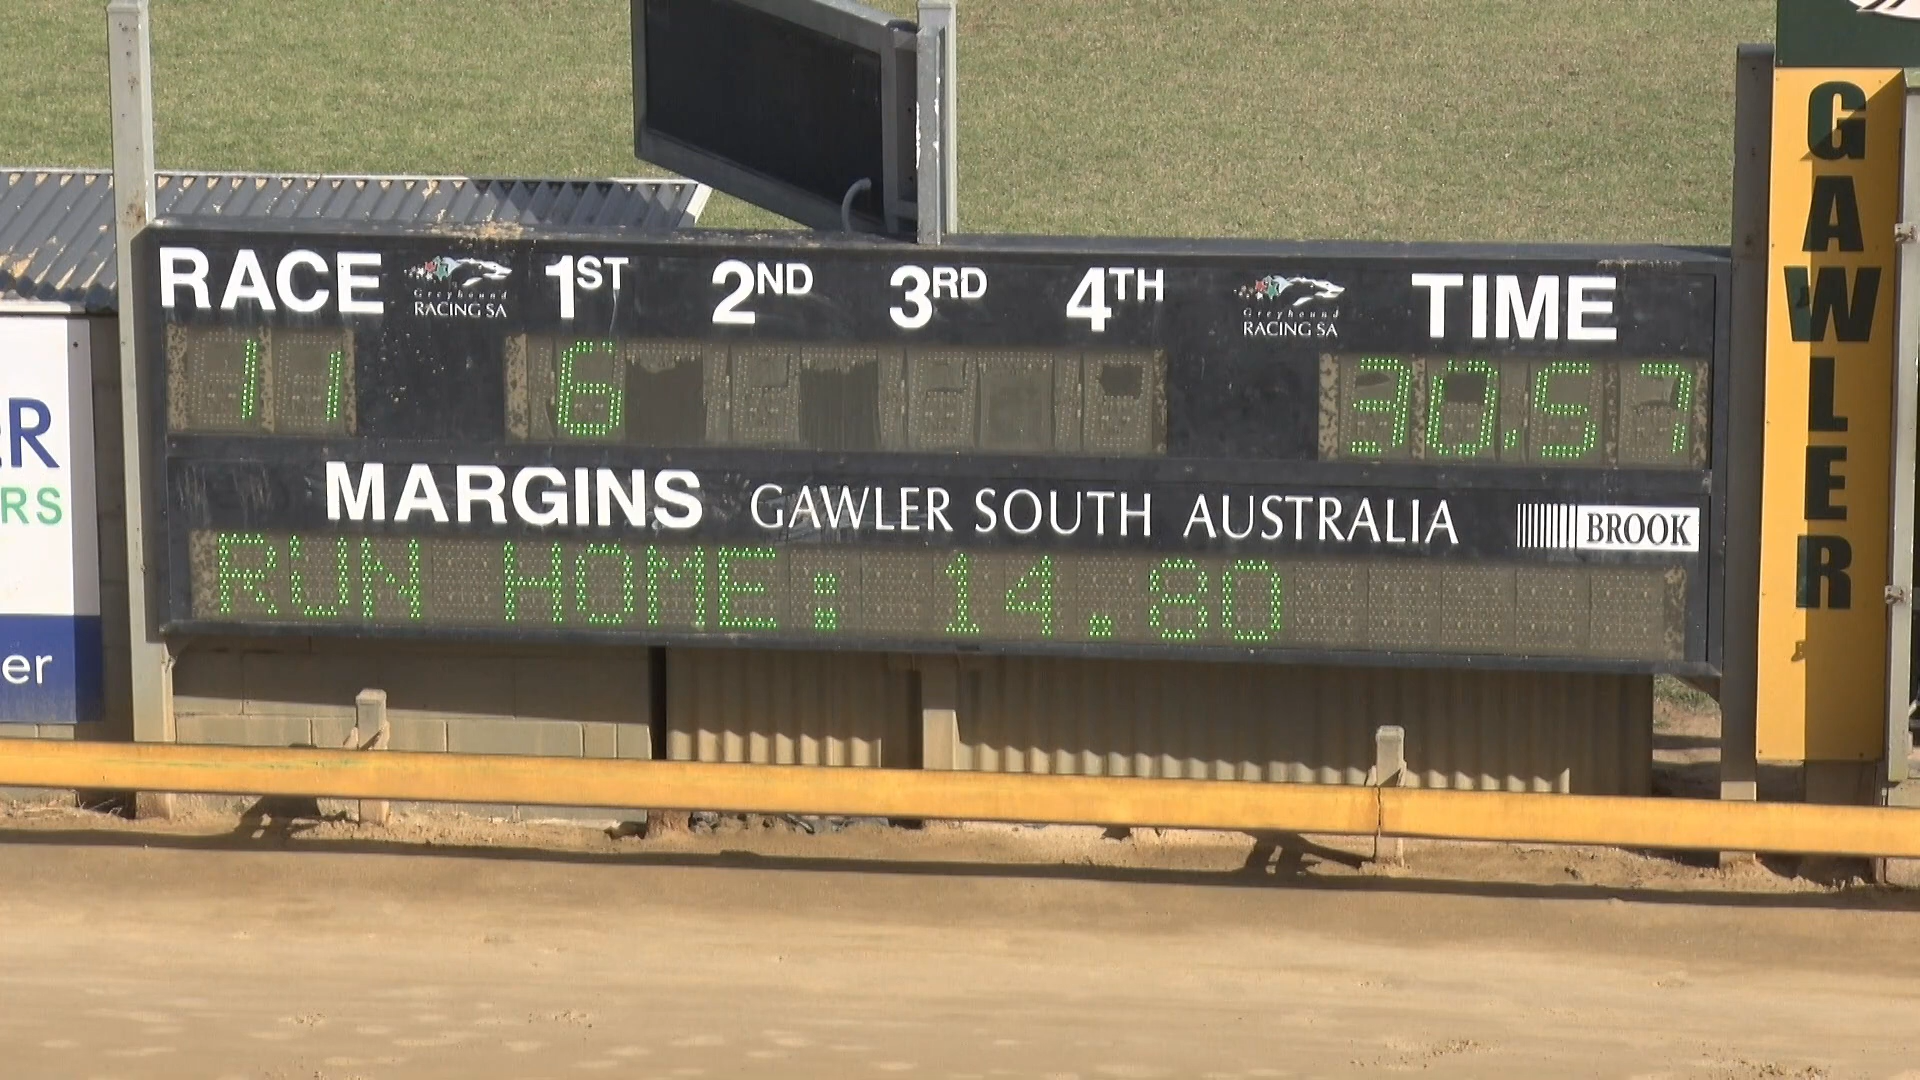 RACE 1ST 2ND 3RD 4TH TIME
Greyhound
RACING SA
Greyhound
RACING SA
11 6 30.57
MARGINS GAWLER SOUTH AUSTRALIA BROOK
RUN HOME: 14.80
GAWLER
RS
er